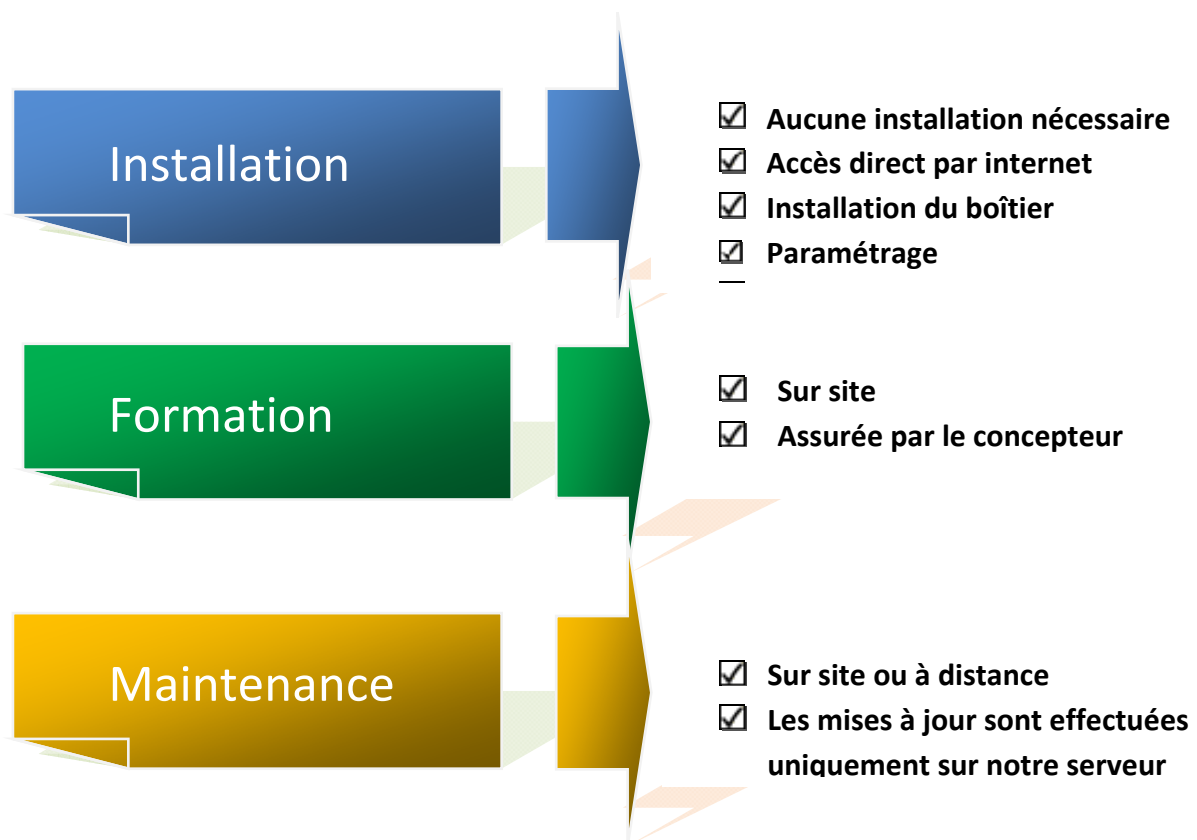 Installation
☑ Aucune installation nécessaire
☑ Accès direct par internet
☑ Installation du boîtier
☑ Paramétrage
Formation
☑ Sur site
☑ Assurée par le concepteur
Maintenance
☑ Sur site ou à distance
☑ Les mises à jour sont effectuées
uniquement sur notre serveur